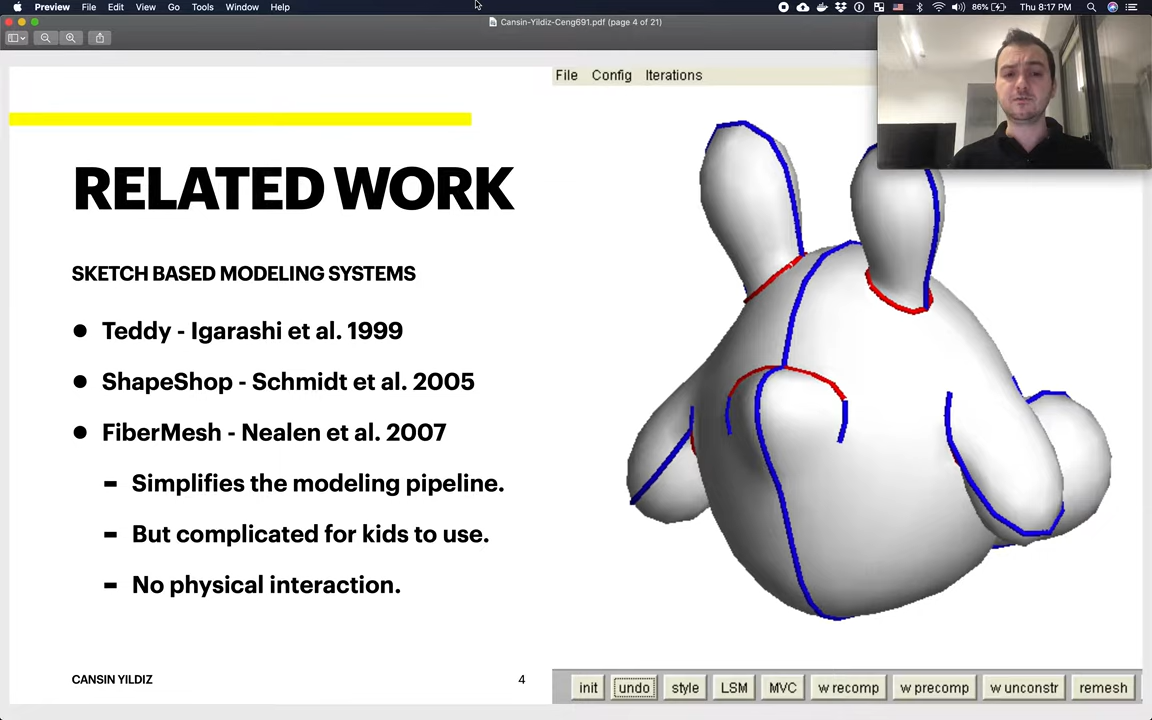 Preview File Edit View Go Tools Window Help 86% Thu 8:17 PM
Cansin-Yildiz-Ceng691.pdf (page 4 of 21)
File Config Iterations
RELATED WORK
SKETCH BASED MODELING SYSTEMS
● Teddy - Igarashi et al. 1999
● ShapeShop - Schmidt et al. 2005
● FiberMesh - Nealen et al. 2007
- Simplifies the modeling pipeline.
- But complicated for kids to use.
- No physical interaction.
CANSIN YILDIZ 4
init undo style LSM MVC w recomp w precomp w unconstr remesh